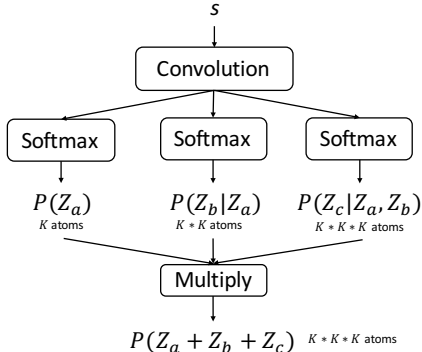 s
Convolution
Softmax Softmax Softmax
P(Z_a) P(Z_b|Z_a) P(Z_c|Z_a, Z_b)
K atoms K * K atoms K * K * K atoms
Multiply
P(Z_a + Z_b + Z_c) K * K * K atoms